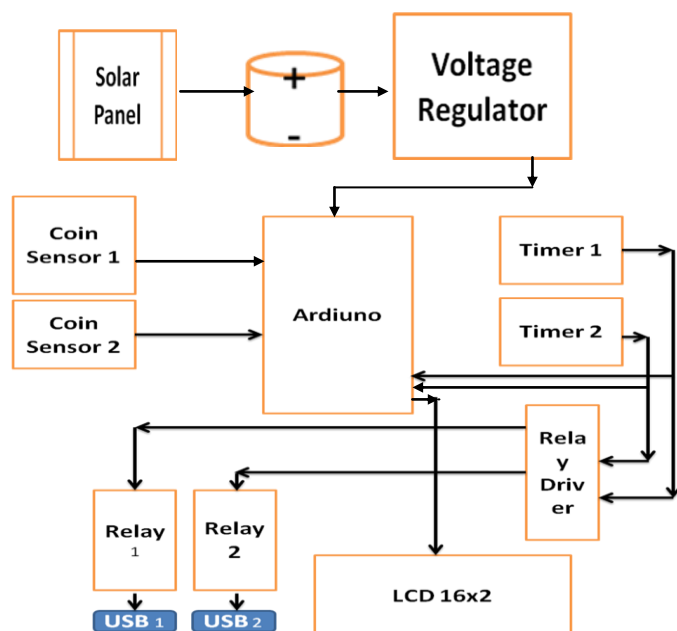 Solar
Panel
+
-
Voltage
Regulator
Coin
Sensor 1
Coin
Sensor 2
Ardiuno
Timer 1
Timer 2
Rela
y
Driv
er
Relay
1
Relay
2
LCD 16x2
USB 1
USB 2